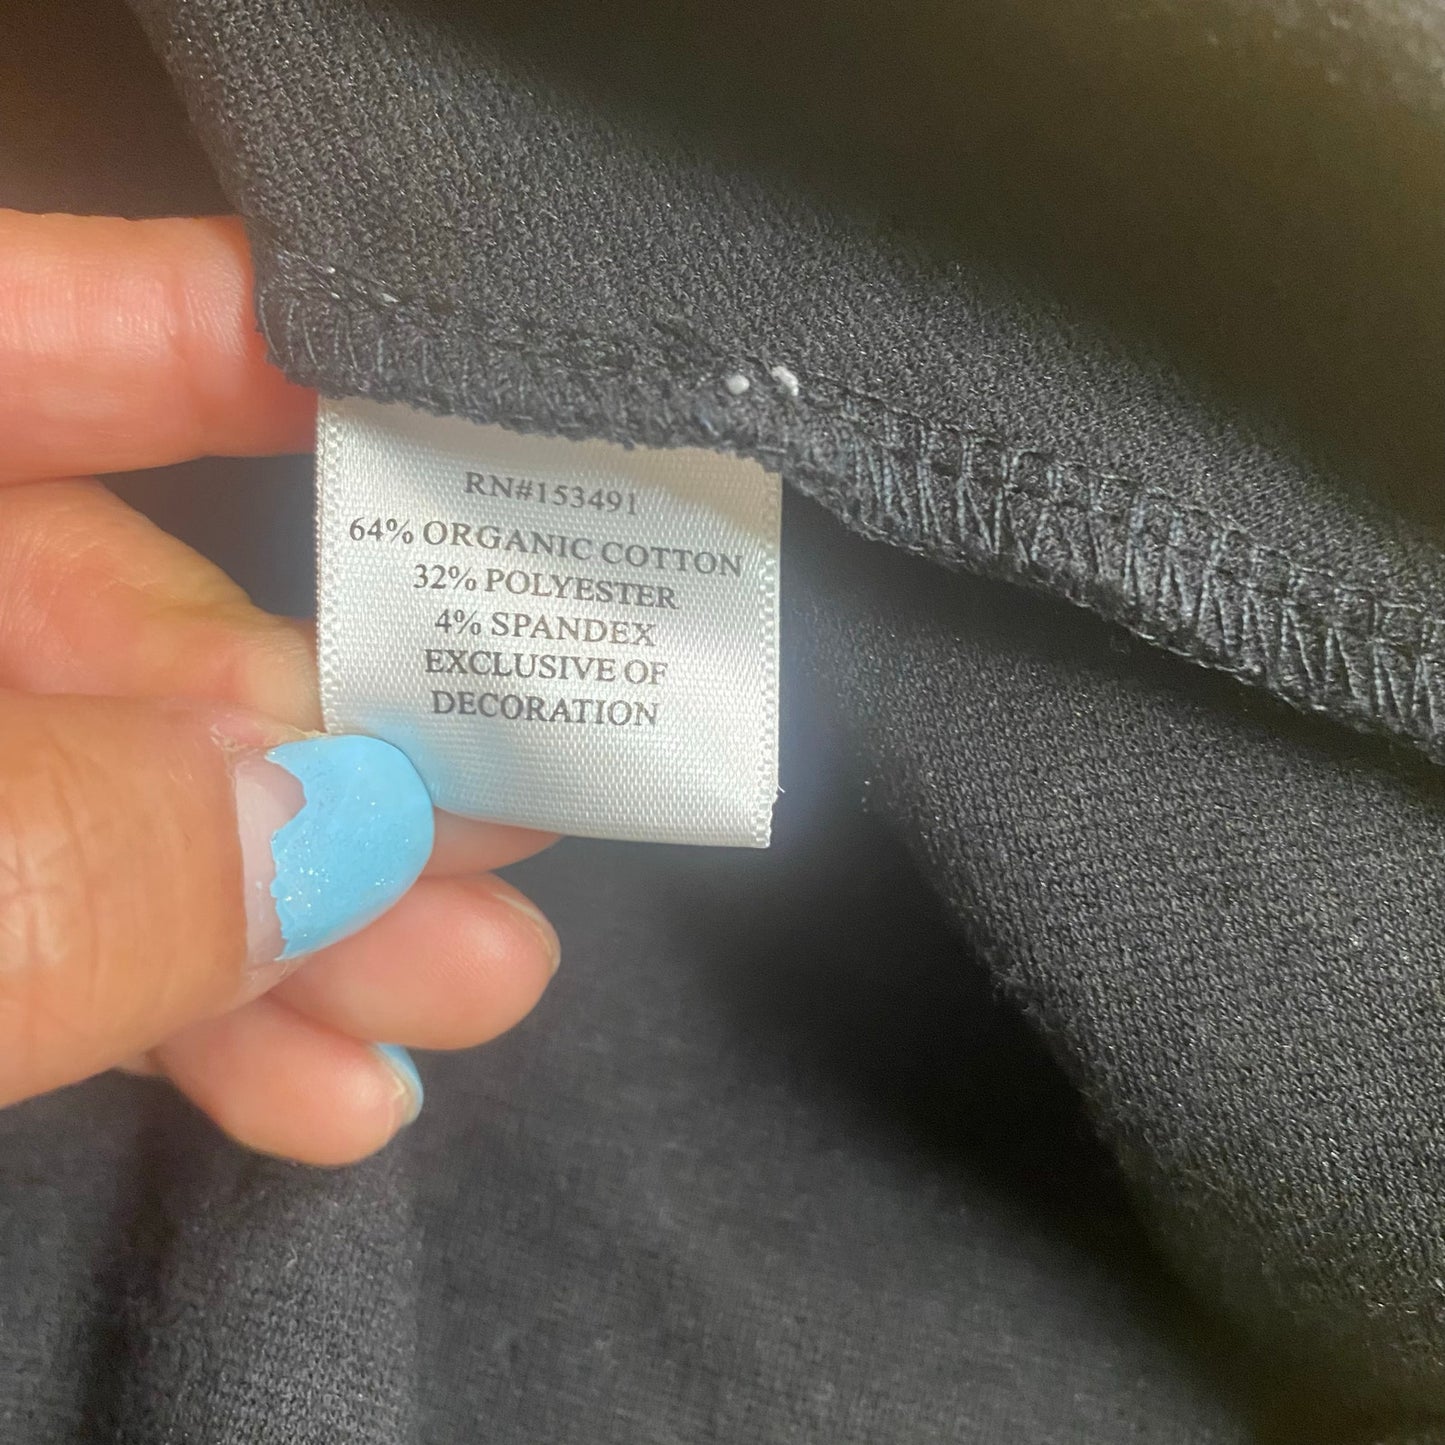 RN#153491
64% ORGANIC COTTON
32% POLYESTER
4% SPANDEX
EXCLUSIVE OF
DECORATION